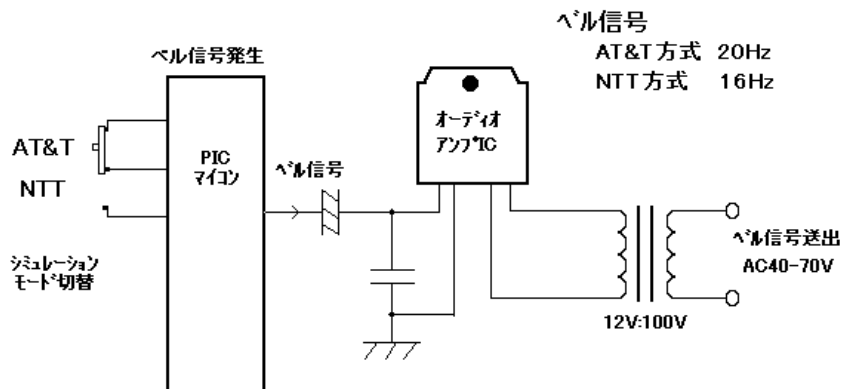 ベル信号
AT&T方式 20Hz
NTT方式 16Hz
ベル信号発生
オーディオ
アンプIC
AT&T
NTT
PIC
マイコン
ベル信号
シミュレーション
モード切替
ベル信号送出
AC40-70V
12V:100V